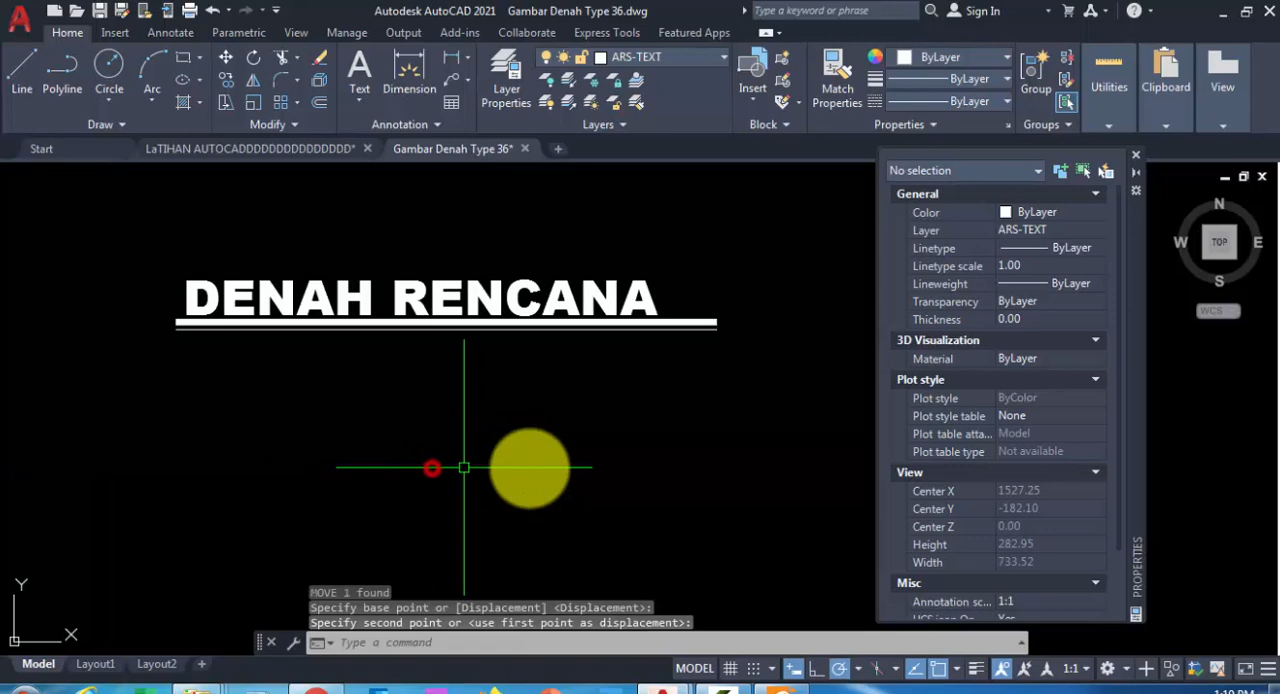 Autodesk AutoCAD 2021 Gambar Denah Type 36.dwg
Type a keyword or phrase
Sign In
Home Insert Annotate Parametric View Manage Output Add-ins Collaborate Express Tools Featured Apps
ARS-TEXT
ByLayer
ByLayer
ByLayer
Line Polyline Circle Arc
Text Dimension
Layer Properties
Insert
Match Properties
Group
Utilities Clipboard View
Draw Modify Annotation Layers Block Properties Groups
Start LaTIHAN AUTOCADDDDDDDDDDDDDDD* Gambar Denah Type 36*
No selection
General
Color ByLayer
Layer ARS-TEXT
Linetype ByLayer
Linetype scale 1.00
Lineweight ByLayer
Transparency ByLayer
Thickness 0.00
3D Visualization
Material ByLayer
Plot style
Plot style ByColor
Plot style table None
Plot table atta... Model
Plot table type Not available
View
Center X 1527.25
Center Y -182.10
Center Z 0.00
Height 282.95
Width 733.52
Misc
Annotation sc... 1:1
PROPERTIES
N
W TOP E
S
WCS
DENAH RENCANA
Y
X
MOVE 1 found
Specify base point or [Displacement] <Displacement>:
Specify second point or <use first point as displacement>:
Type a command
Model Layout1 Layout2
MODEL
1:1